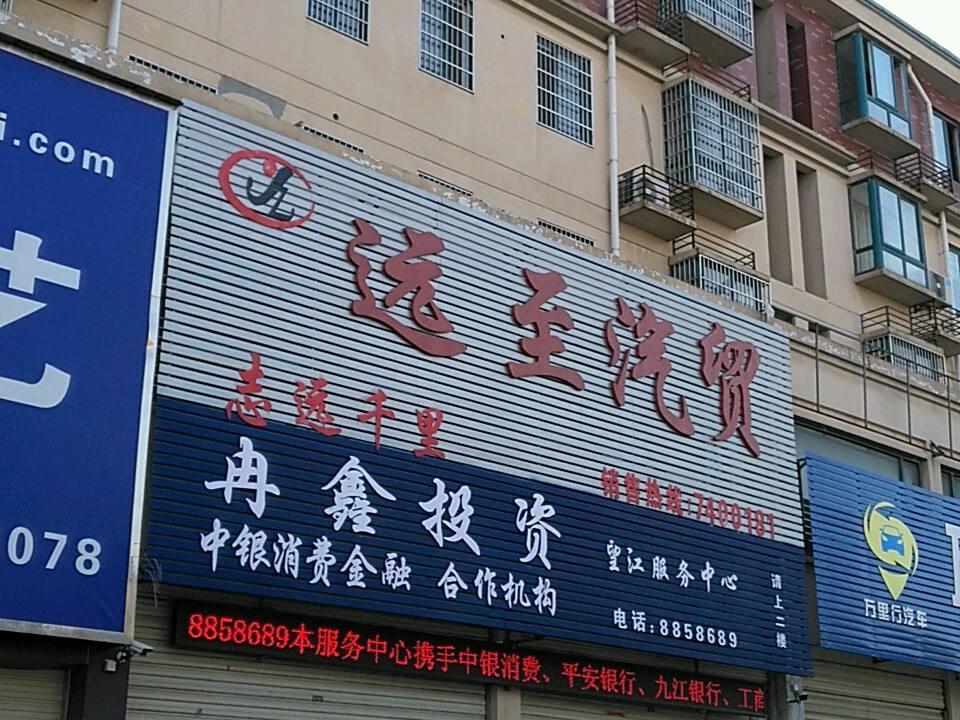 i.com
艺
078
远至汽贸
志远千里
销售热线:7400181
冉鑫投资
中银消费金融 合作机构
望江服务中心
电话:8858689
请上二楼
8858689本服务中心携手中银消费、平安银行、九江银行、工商
万里行汽车